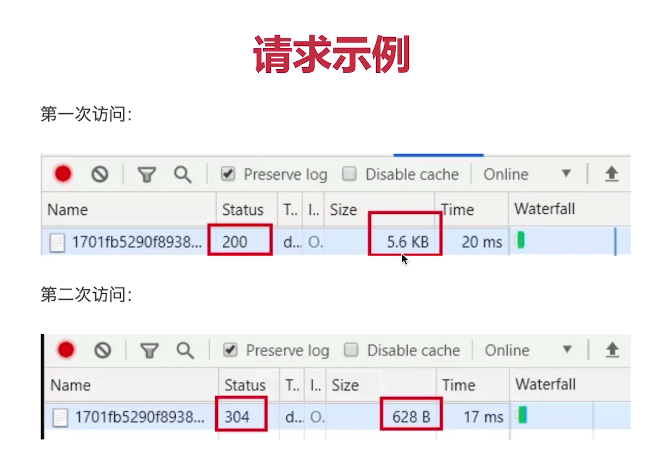 请求示例
第一次访问：
Preserve log Disable cache Online
Name Status T.. I.. Size Time Waterfall
1701fb5290f8938... 200 d... O. 5.6 KB 20 ms
第二次访问：
Preserve log Disable cache Online
Name Status T.. I.. Size Time Waterfall
1701fb5290f8938... 304 d... O. 628 B 17 ms